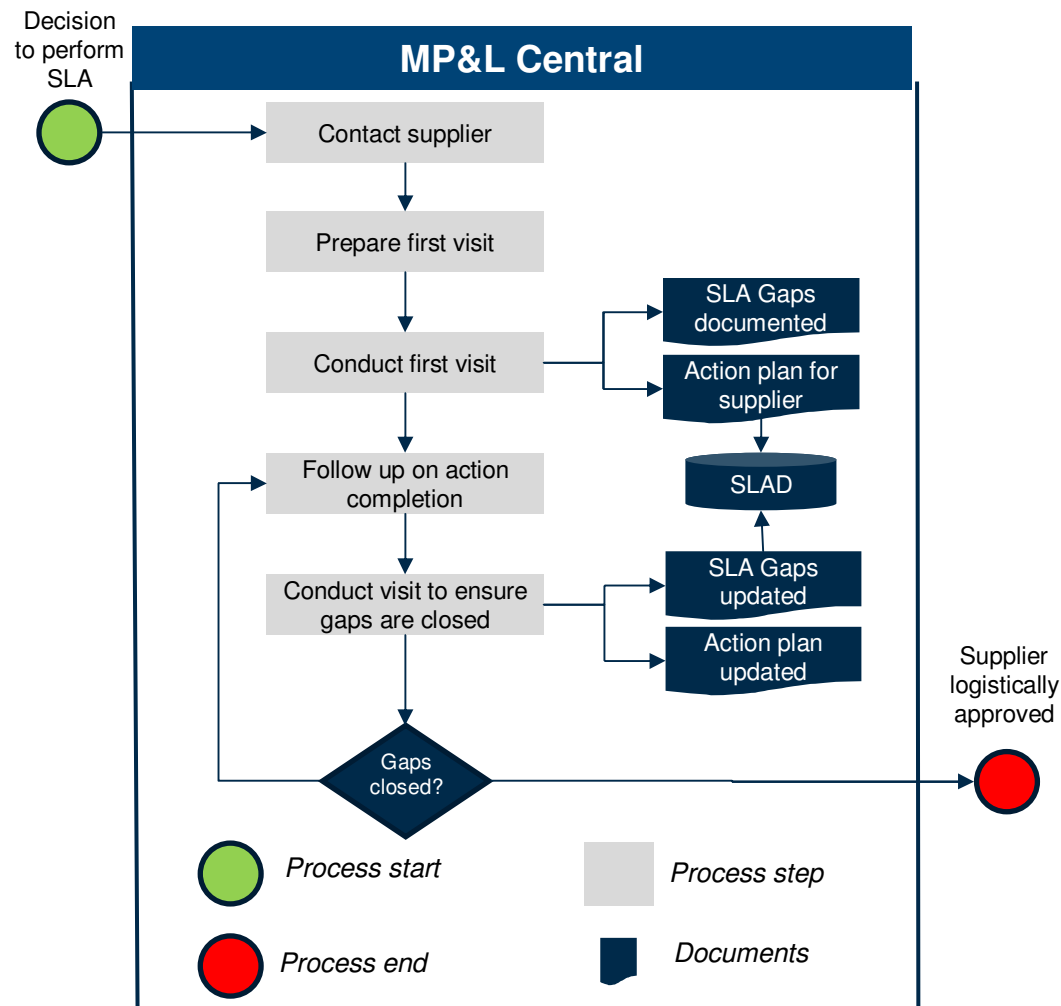 Decision
to perform
SLA
MP&L Central
Contact supplier
Prepare first visit
SLA Gaps
documented
Conduct first visit
Action plan for
supplier
Follow up on action
completion
SLAD
Conduct visit to ensure
gaps are closed
SLA Gaps
updated
Action plan
updated
Supplier
logistically
approved
Gaps
closed?
Process start
Process step
Process end
Documents